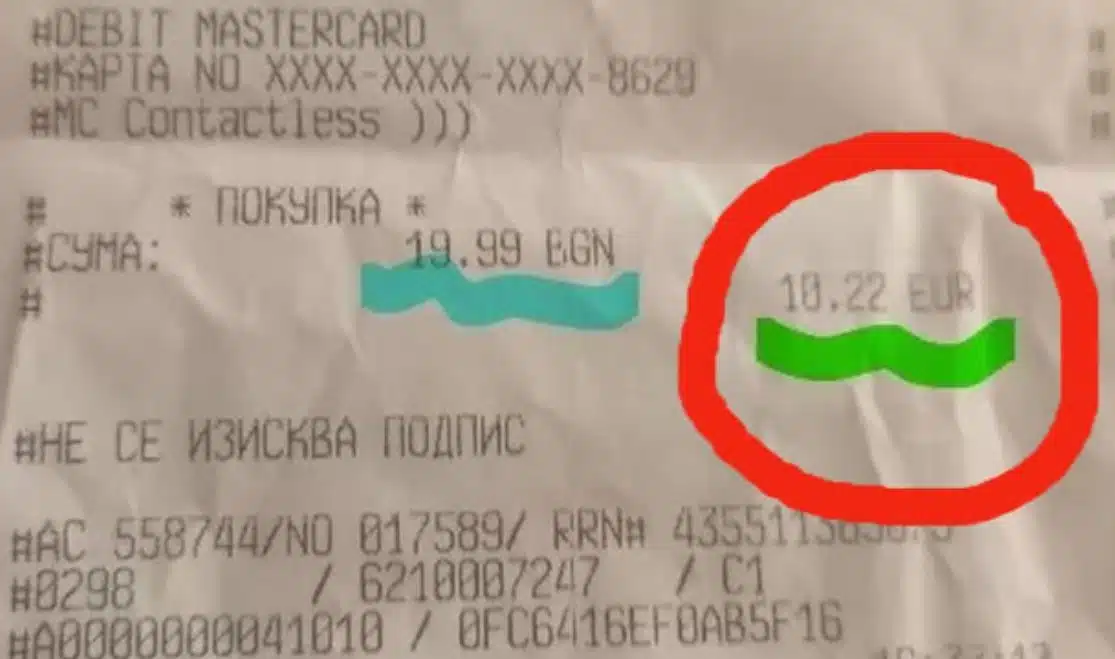 #DEBIT MASTERCARD
#КАРТА NO XXXX-XXXX-XXXX-8629
#MC Contactless )))
# * ПОКУПКА *
#СУМА: 19.99 BGN
# 10.22 EUR
#НЕ СЕ ИЗИСКВА ПОДПИС
#AC 558744/NO 017589/ RRN#
#0298 / 6210007247 / C1
#A0000000041010 / 0FC6416EF0AB5F16